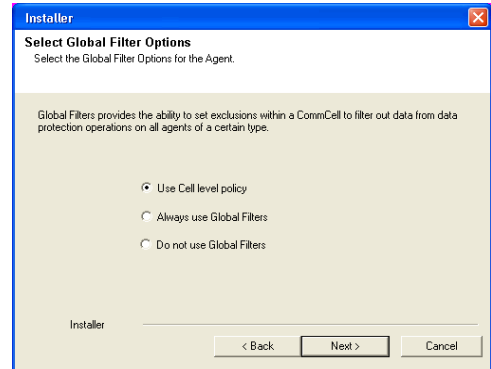 Installer
Select Global Filter Options
Select the Global Filter Options for the Agent.
Global Filters provides the ability to set exclusions within a CommCell to filter out data from data
protection operations on all agents of a certain type.
Use Cell level policy
Always use Global Filters
Do not use Global Filters
Installer
< Back
Next >
Cancel